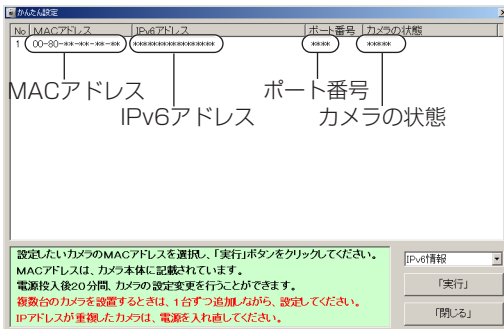 かんたん設定
No MACアドレス IPv6アドレス ポート番号 カメラの状態
1 00-80-**-**-**-** **************** **** *****
MACアドレス ポート番号
IPv6アドレス カメラの状態
設定したいカメラのMACアドレスを選択し、「実行」ボタンをクリックしてください。
MACアドレスは、カメラ本体に記載されています。
電源投入後20分間、カメラの設定変更を行うことができます。
複数台のカメラを設置するときは、1台ずつ追加しながら、設定してください。
IPアドレスが重複したカメラは、電源を入れ直してください。
IPv6情報
「実行」
「閉じる」